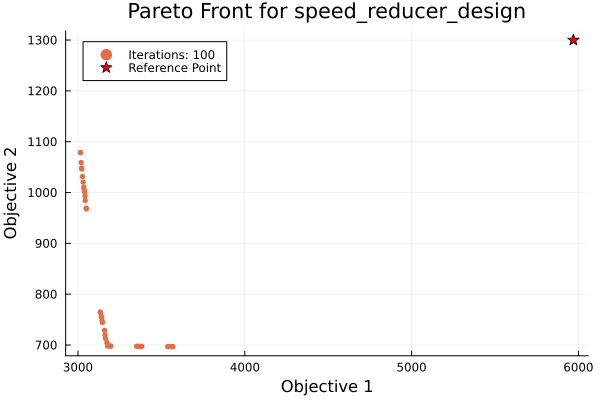 Pareto Front for speed_reducer_design
Iterations: 100
Reference Point
1300
1200
1100
1000
900
800
700
Objective 2
3000
4000
5000
6000
Objective 1